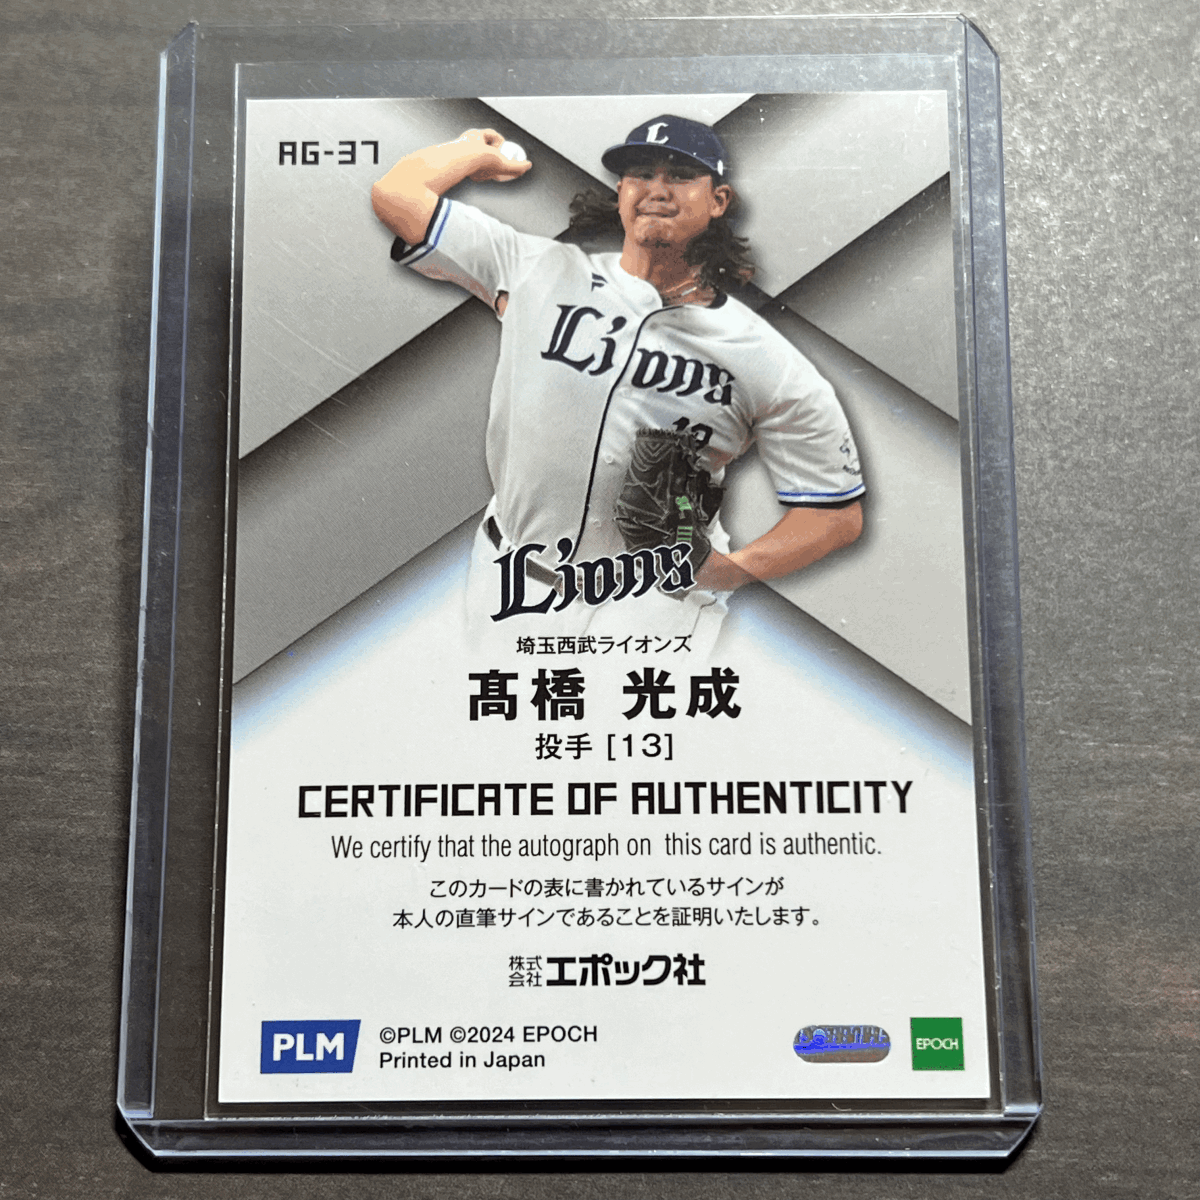 AG-37
L
Lions
13
Lions
埼玉西武ライオンズ
髙橋 光成
投手 [13]
CERTIFICATE OF AUTHENTICITY
We certify that the autograph on this card is authentic.
このカードの表に書かれているサインが
本人の直筆サインであることを証明いたします。
株式会社エポック社
PLM
©PLM ©2024 EPOCH
Printed in Japan
EPOCH